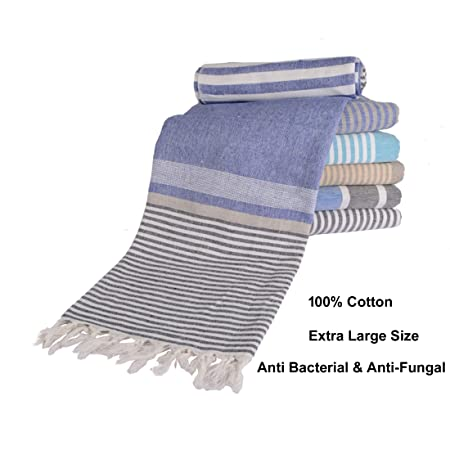 100% Cotton
Extra Large Size
Anti Bacterial & Anti-Fungal